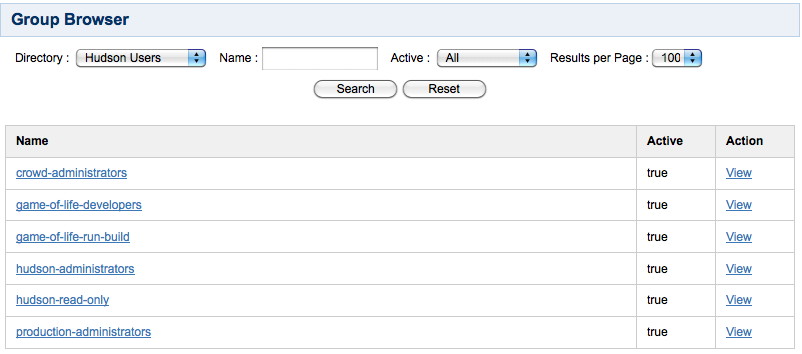 Group Browser
Directory : Hudson Users Name : Active : All Results per Page : 100
Search Reset
Name Active Action
crowd-administrators true View
game-of-life-developers true View
game-of-life-run-build true View
hudson-administrators true View
hudson-read-only true View
production-administrators true View